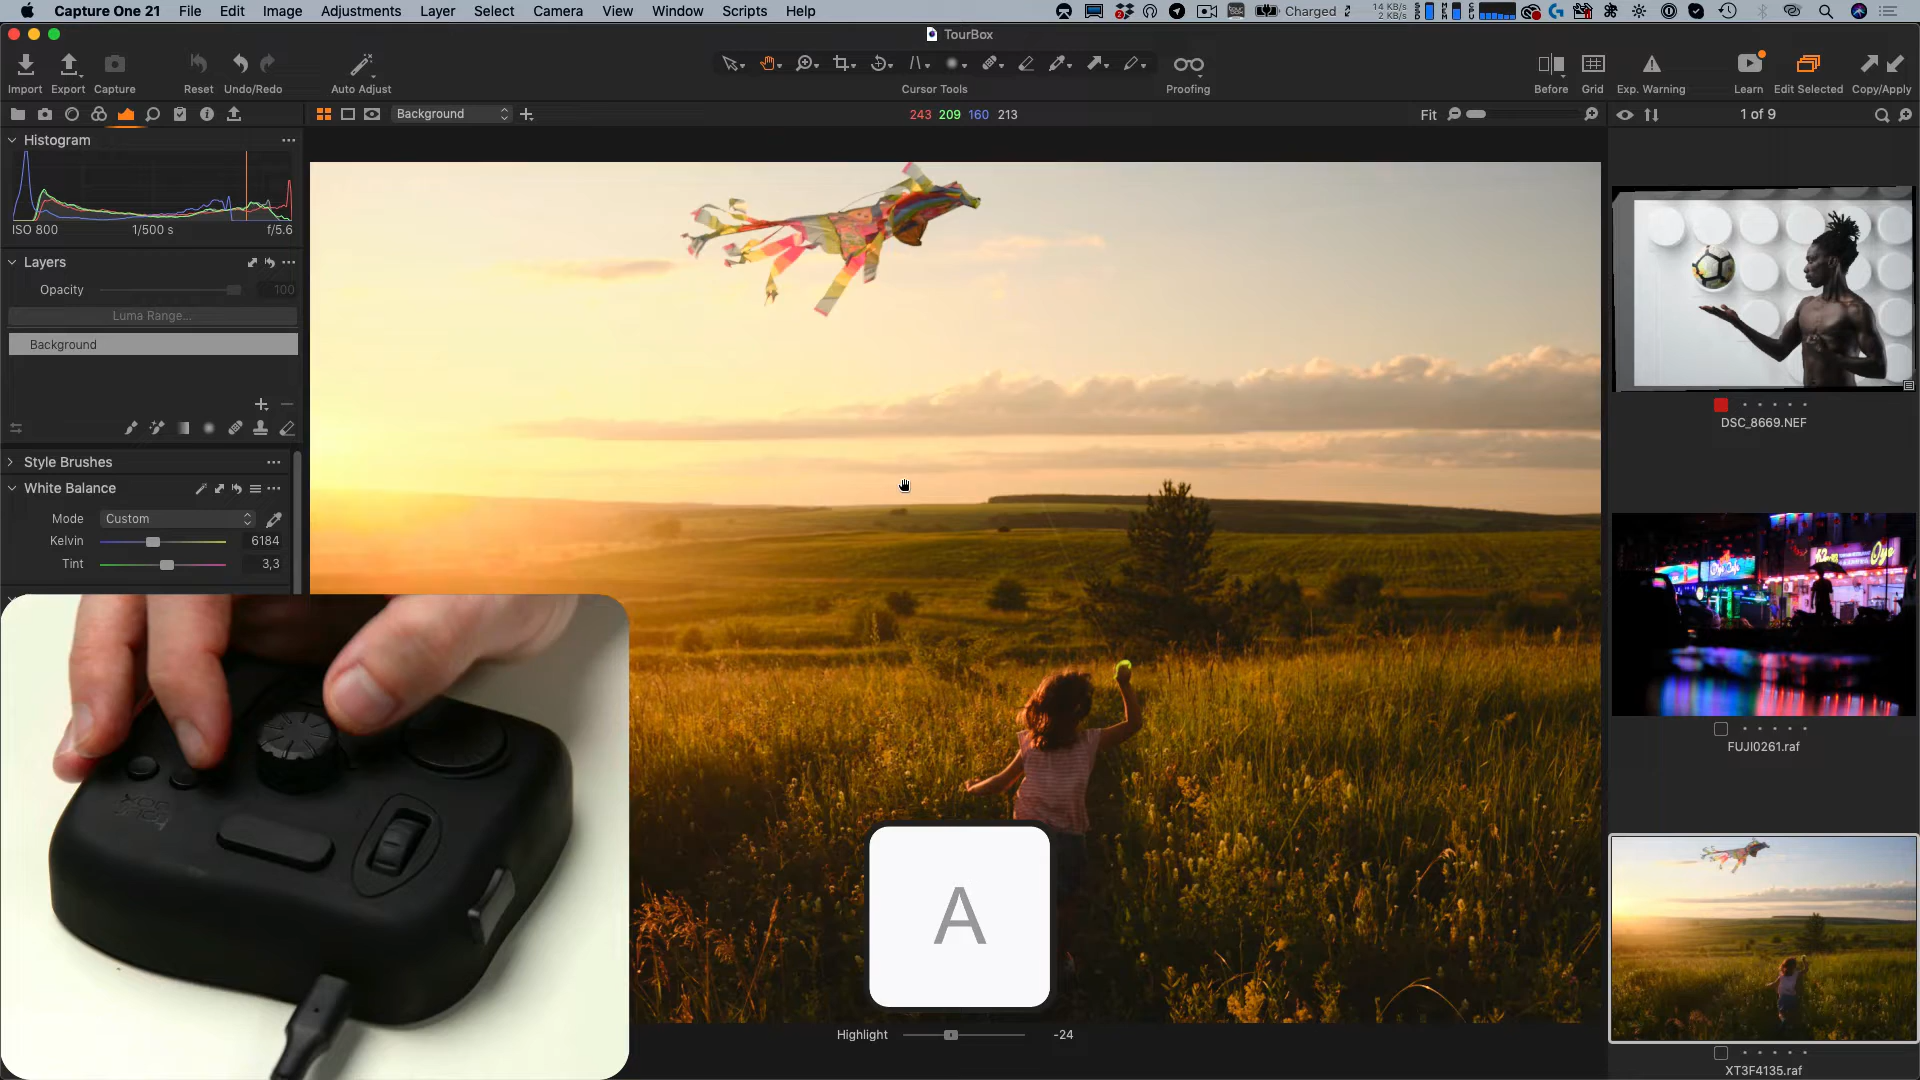 Capture One 21 File Edit Image Adjustments Layer Select Camera View Window Scripts Help
Charged 14 KB/s
2 KB/s
TourBox
Import Export Capture Reset Undo/Redo Auto Adjust Cursor Tools Proofing Before Grid Exp. Warning Learn Edit Selected Copy/Apply
Background 243 209 160 213 Fit 1 of 9
Histogram
ISO 800 1/500 s f/5.6
Layers
Opacity 100
Luma Range...
Background
Style Brushes
White Balance
Mode Custom
Kelvin 6184
Tint 3,3
A
Highlight -24
DSC_8669.NEF
FUJI0261.raf
XT3F4135.raf